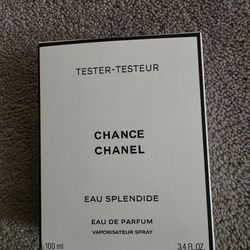 TESTER-TESTEUR
CHANCE
CHANEL
EAU SPLENDIDE
EAU DE PARFUM
VAPORISATEUR SPRAY
100 ml 3.4 FL.OZ.